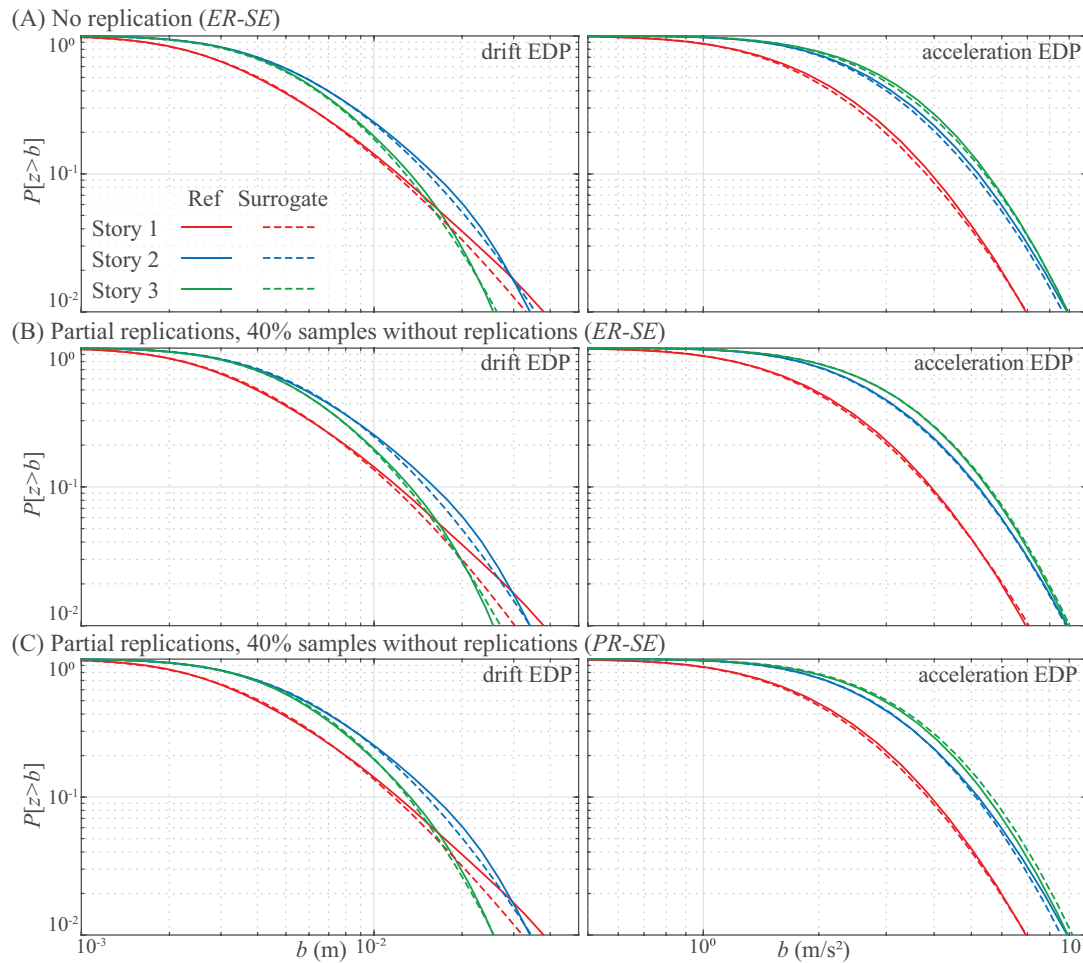 (A) No replication (ER-SE)
drift EDP
acceleration EDP
10⁰
10⁻¹
10⁻²
P[z>b]
Ref Surrogate
Story 1
Story 2
Story 3
(B) Partial replications, 40% samples without replications (ER-SE)
drift EDP
acceleration EDP
10⁰
10⁻¹
10⁻²
P[z>b]
(C) Partial replications, 40% samples without replications (PR-SE)
drift EDP
acceleration EDP
10⁰
10⁻¹
10⁻²
P[z>b]
10⁻³ b (m) 10⁻² 10⁰ b (m/s²) 10